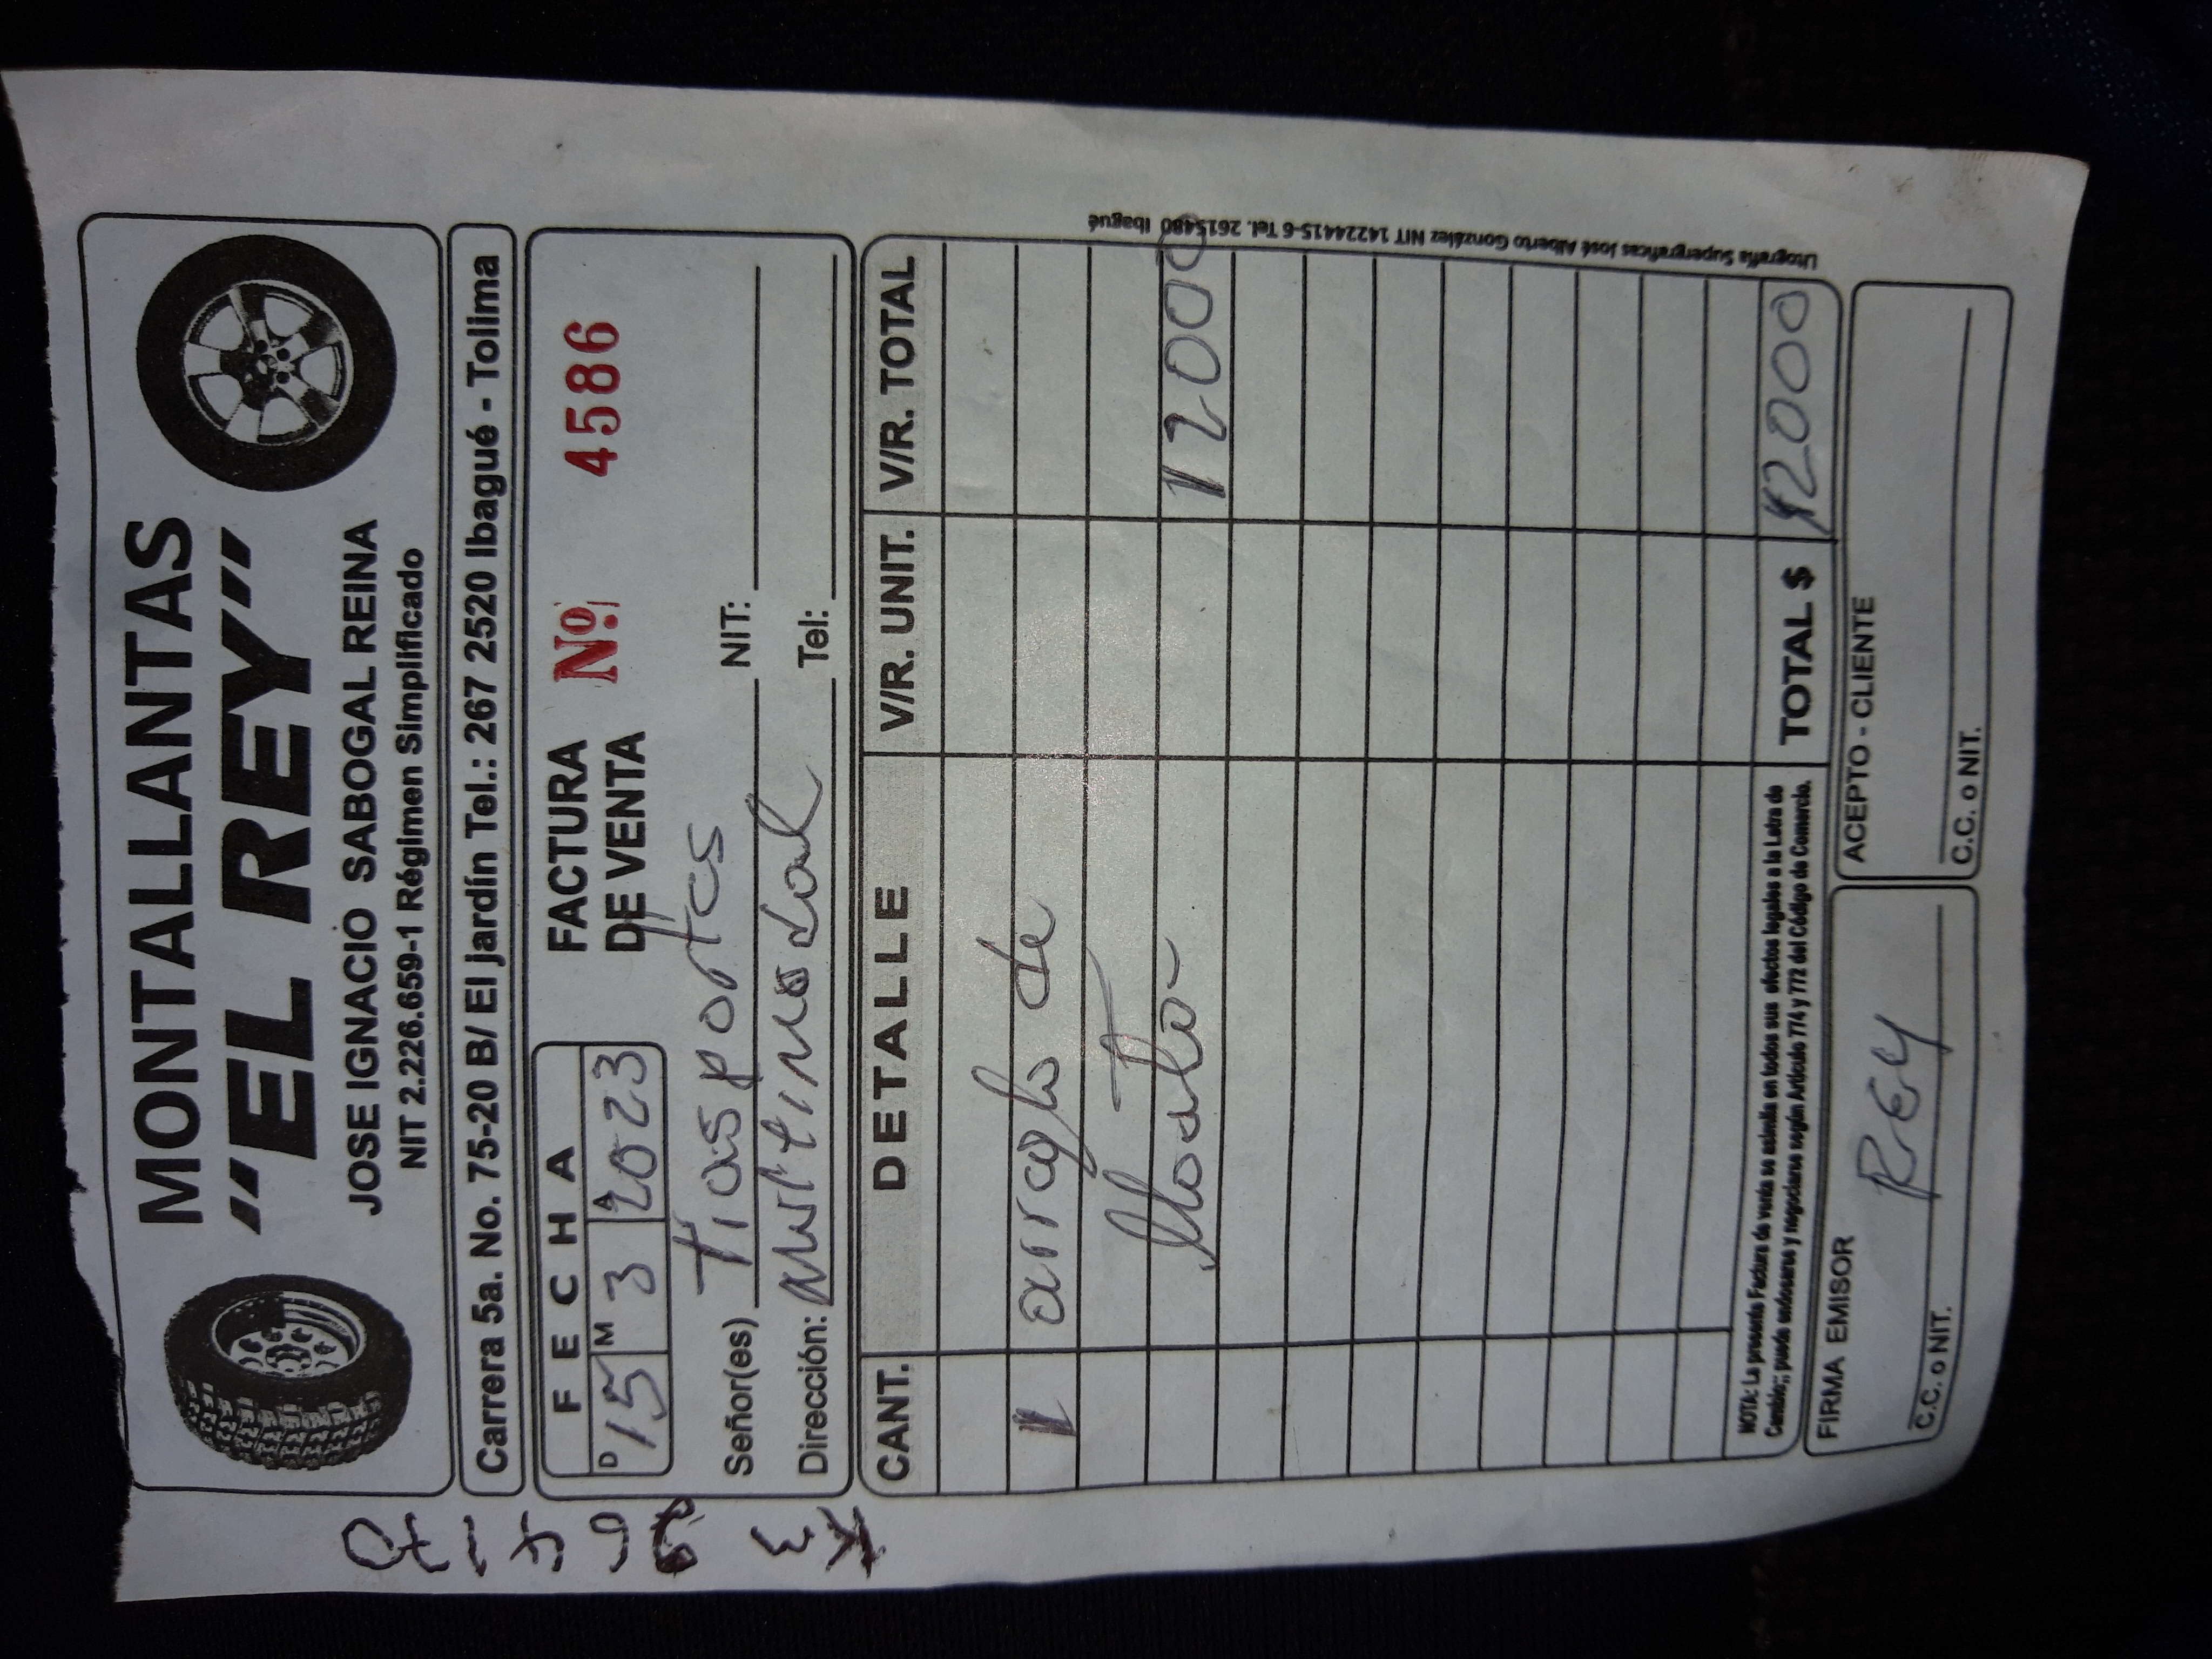 MONTALLANTAS
"EL REY"
JOSE IGNACIO SABOGAL REINA
NIT 2.226.659-1 Régimen Simplificado
Carrera 5a. No. 75-20 B/ El Jardín Tel.: 267 2520 Ibagué - Tolima
FECHA
D 15 M 3 A 2023
FACTURA
DE VENTA
Nº. 4586
Señor(es) Trasportes NIT:
Dirección: Multimodal Tel:
CANT. DETALLE V/R. UNIT. V/R. TOTAL
1 arreglo de
llanta 12000
NOTA: La presente Factura de venta se asimila en todos sus efectos legales a la Letra de
Cambio; puede endosarse y negociarse según Artículo 774 y 772 del Código de Comercio.
TOTAL $ 12000
FIRMA EMISOR
REY
C.C. o NIT.
ACEPTO - CLIENTE
C.C. o NIT.
Litografía Supergraficas José Alberto González NIT 14224415-6 Tel. 2615480 Ibagué